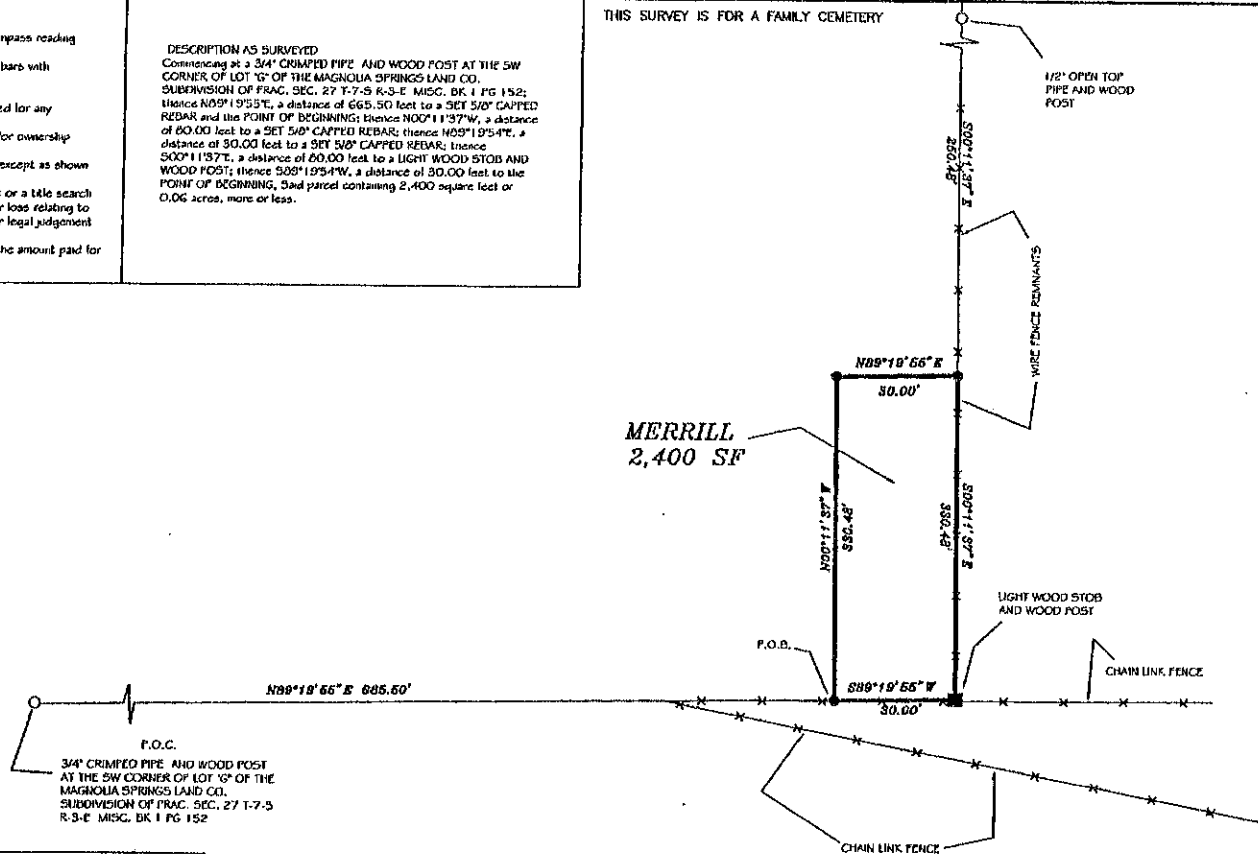 npass reading
bars with
ed for any
for ownership
except as shown
or a title search
r loss relating to
r legal judgement
he amount paid for
DESCRIPTION AS SURVEYED
Commencing at a 3/4" CRIMPED PIPE AND WOOD POST AT THE SW
CORNER OF LOT "G" OF THE MAGNOLIA SPRINGS LAND CO.
SUBDIVISION OF FRAC. SEC. 27 T-7-S R-3-E MISC. BK 1 PG 152;
thence N89°19'55"E, a distance of 665.50 feet to a SET 5/8" CAPPED
REBAR and the POINT OF BEGINNING; thence N00°11'37"W, a distance
of 80.00 feet to a SET 5/8" CAPPED REBAR; thence N89°19'54"E, a
distance of 30.00 feet to a SET 5/8" CAPPED REBAR; thence
S00°11'37"E, a distance of 80.00 feet to a LIGHT WOOD STOB AND
WOOD POST; thence S89°19'54"W, a distance of 30.00 feet to the
POINT OF BEGINNING, Said parcel containing 2,400 square feet or
0.06 acres, more or less.
THIS SURVEY IS FOR A FAMILY CEMETERY
1/2" OPEN TOP
PIPE AND WOOD
POST
S00°11'37" E
250.48'
WIRE FENCE REMNANTS
N89°19'55" E
30.00'
MERRILL
2,400 SF
N00°11'37" W
330.48'
S00°11'37" E
330.48'
LIGHT WOOD STOB
AND WOOD POST
P.O.B.
CHAIN LINK FENCE
N89°19'55" E 665.50'
S89°19'55" W
30.00'
P.O.C.
3/4" CRIMPED PIPE AND WOOD POST
AT THE SW CORNER OF LOT "G" OF THE
MAGNOLIA SPRINGS LAND CO.
SUBDIVISION OF FRAC. SEC. 27 T-7-S
R-3-E MISC. BK 1 PG 152
CHAIN LINK FENCE